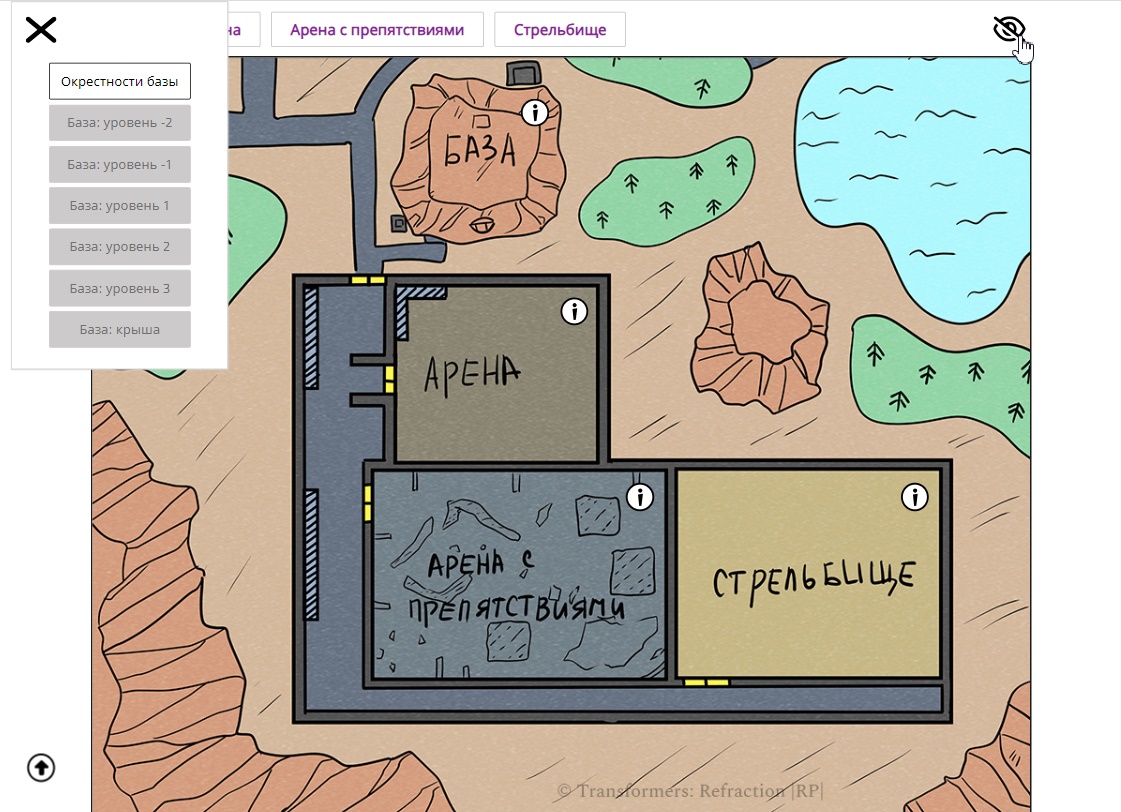 на
Арена с препятствиями
Стрельбище
Окрестности базы
База: уровень -2
База: уровень -1
База: уровень 1
База: уровень 2
База: уровень 3
База: крыша
БАЗА
АРЕНА
АРЕНА С
ПРЕПЯТСТВИЯМИ
СТРЕЛЬБИЩЕ
© Transformers: Refraction |RP|